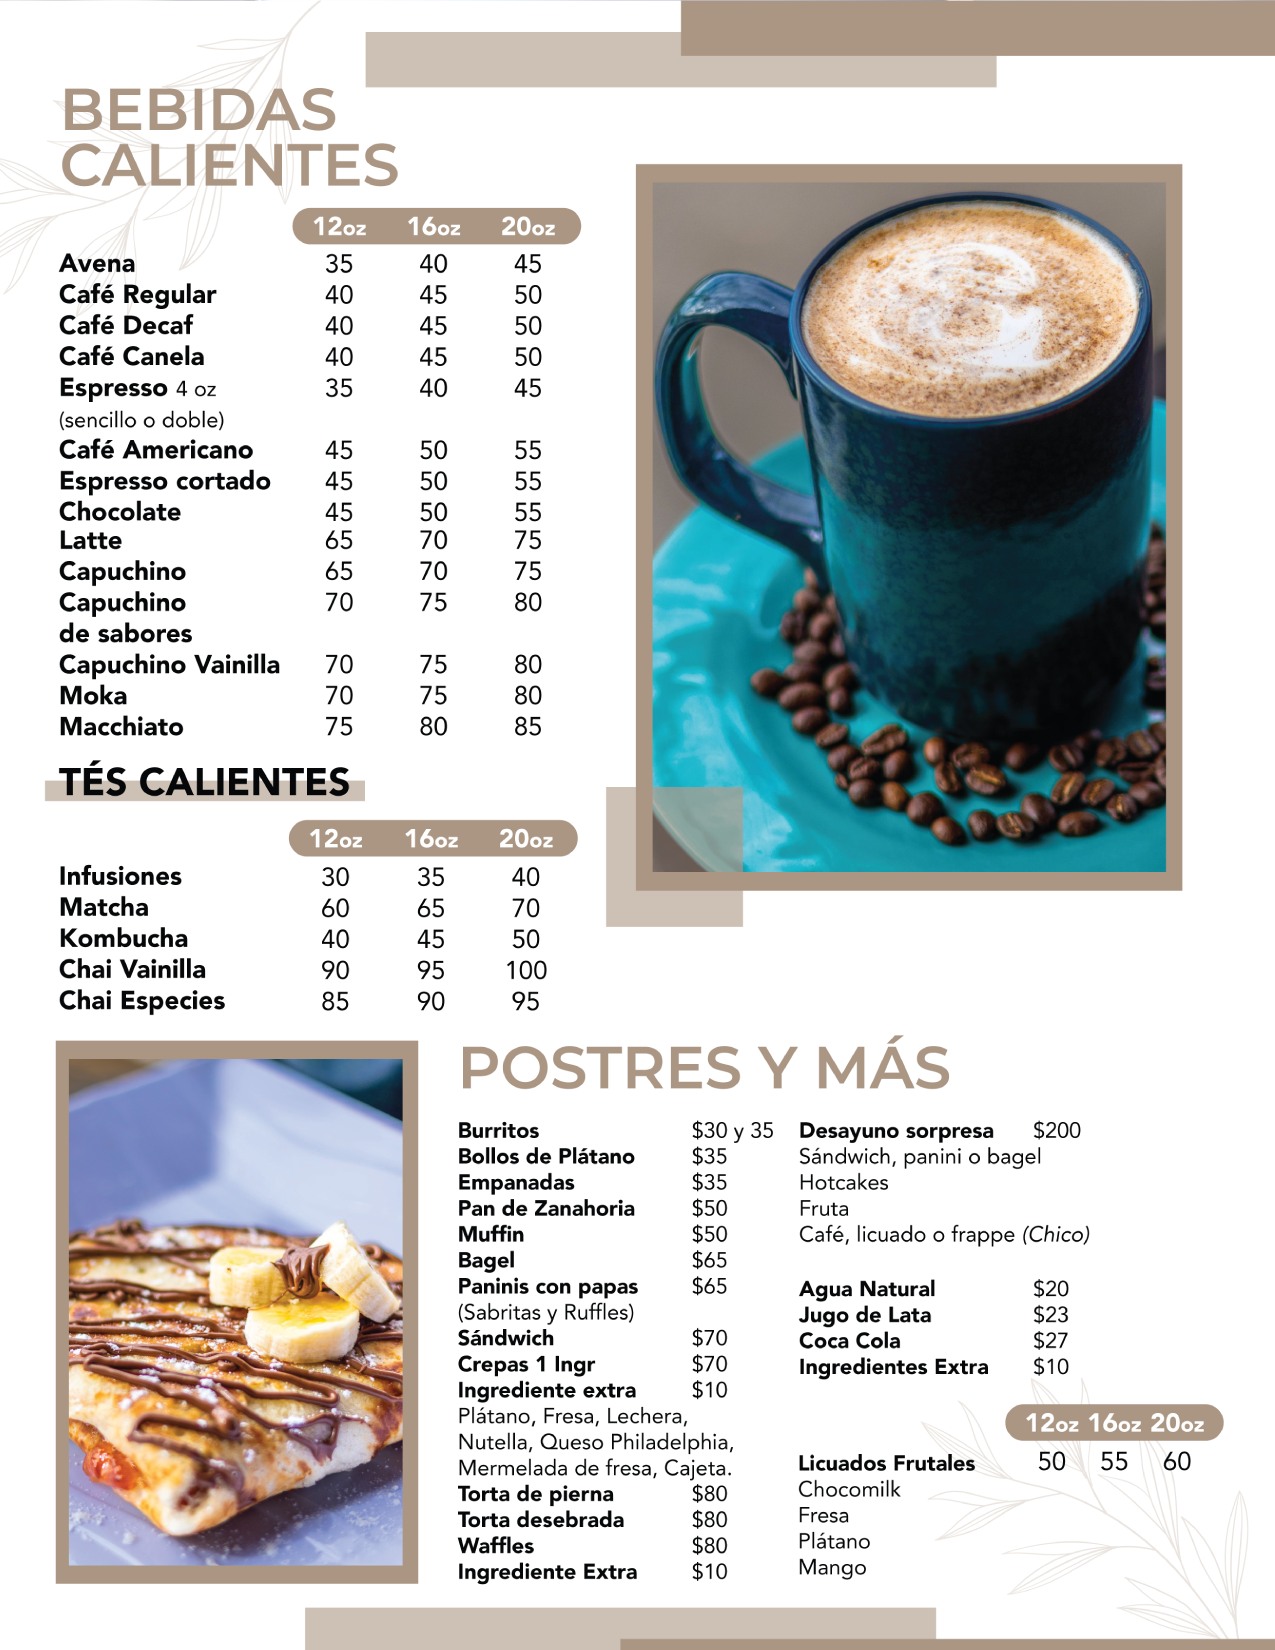 BEBIDAS
CALIENTES
12oz 16oz 20oz
Avena 35 40 45
Café Regular 40 45 50
Café Decaf 40 45 50
Café Canela 40 45 50
Espresso 4 oz 35 40 45
(sencillo o doble)
Café Americano 45 50 55
Espresso cortado 45 50 55
Chocolate 45 50 55
Latte 65 70 75
Capuchino 65 70 75
Capuchino 70 75 80
de sabores
Capuchino Vainilla 70 75 80
Moka 70 75 80
Macchiato 75 80 85
TÉS CALIENTES
12oz 16oz 20oz
Infusiones 30 35 40
Matcha 60 65 70
Kombucha 40 45 50
Chai Vainilla 90 95 100
Chai Especies 85 90 95
POSTRES Y MÁS
Burritos $30 y 35
Bollos de Plátano $35
Empanadas $35
Pan de Zanahoria $50
Muffin $50
Bagel $65
Paninis con papas $65
(Sabritas y Ruffles)
Sándwich $70
Crepas 1 Ingr $70
Ingrediente extra $10
Plátano, Fresa, Lechera,
Nutella, Queso Philadelphia,
Mermelada de fresa, Cajeta.
Torta de pierna $80
Torta desebrada $80
Waffles $80
Ingrediente Extra $10
Desayuno sorpresa $200
Sándwich, panini o bagel
Hotcakes
Fruta
Café, licuado o frappe (Chico)
Agua Natural $20
Jugo de Lata $23
Coca Cola $27
Ingredientes Extra $10
12oz 16oz 20oz
Licuados Frutales 50 55 60
Chocomilk
Fresa
Plátano
Mango